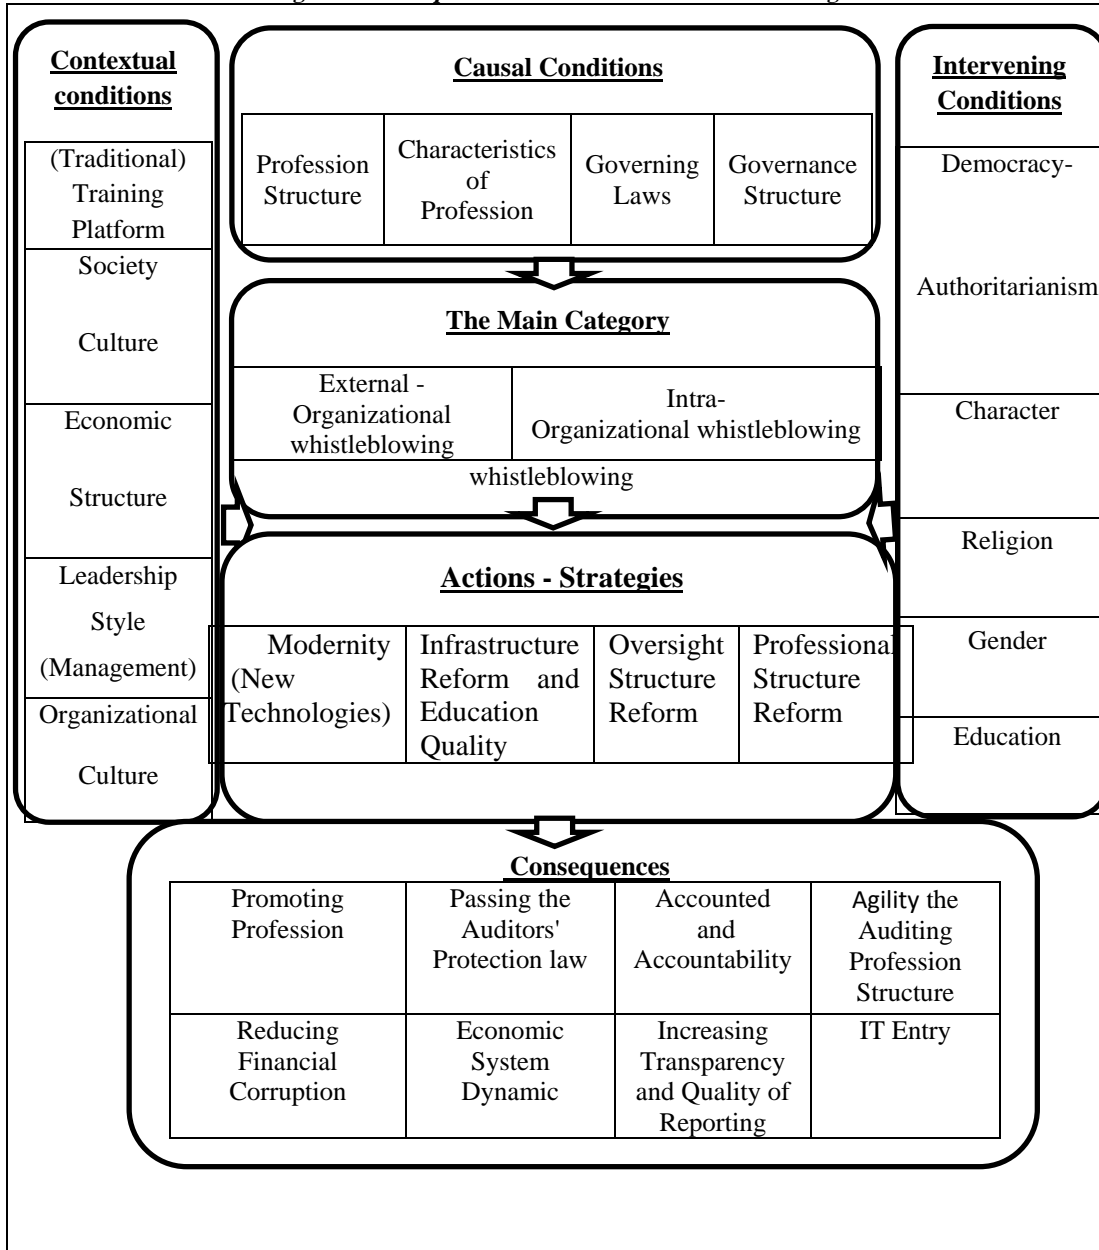 Contextual
conditions
(Traditional)
Training
Platform
Society
Culture
Economic
Structure
Leadership
Style
(Management)
Organizational
Culture
Causal Conditions
Profession
Structure
Characteristics
of
Profession
Governing
Laws
Governance
Structure
The Main Category
External -
Organizational
whistleblowing
Intra-
Organizational whistleblowing
whistleblowing
Actions - Strategies
Modernity
(New
Technologies)
Infrastructure
Reform and
Education
Quality
Oversight
Structure
Reform
Professional
Structure
Reform
Intervening
Conditions
Democracy-
Authoritarianism
Character
Religion
Gender
Education
Consequences
Promoting
Profession
Passing the
Auditors'
Protection law
Accounted
and
Accountability
Agility the
Auditing
Profession
Structure
Reducing
Financial
Corruption
Economic
System
Dynamic
Increasing
Transparency
and Quality of
Reporting
IT Entry